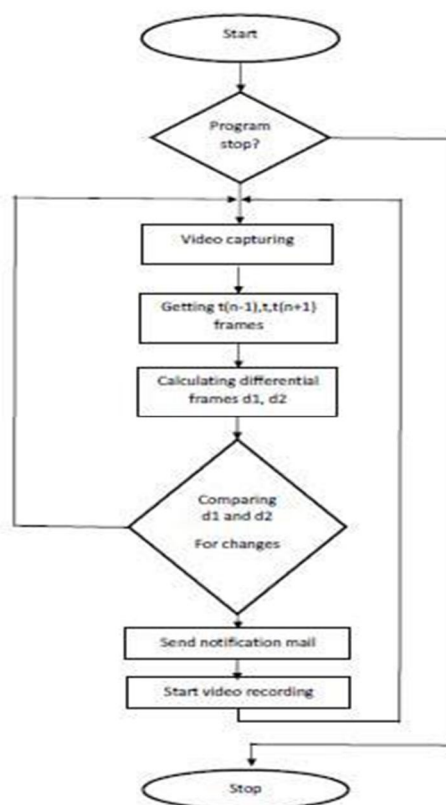 Start
Program
stop?
Video capturing
Getting t(n-1),t,t(n+1)
frames
Calculating differential
frames d1, d2
Comparing
d1 and d2
For changes
Send notification mail
Start video recording
Stop